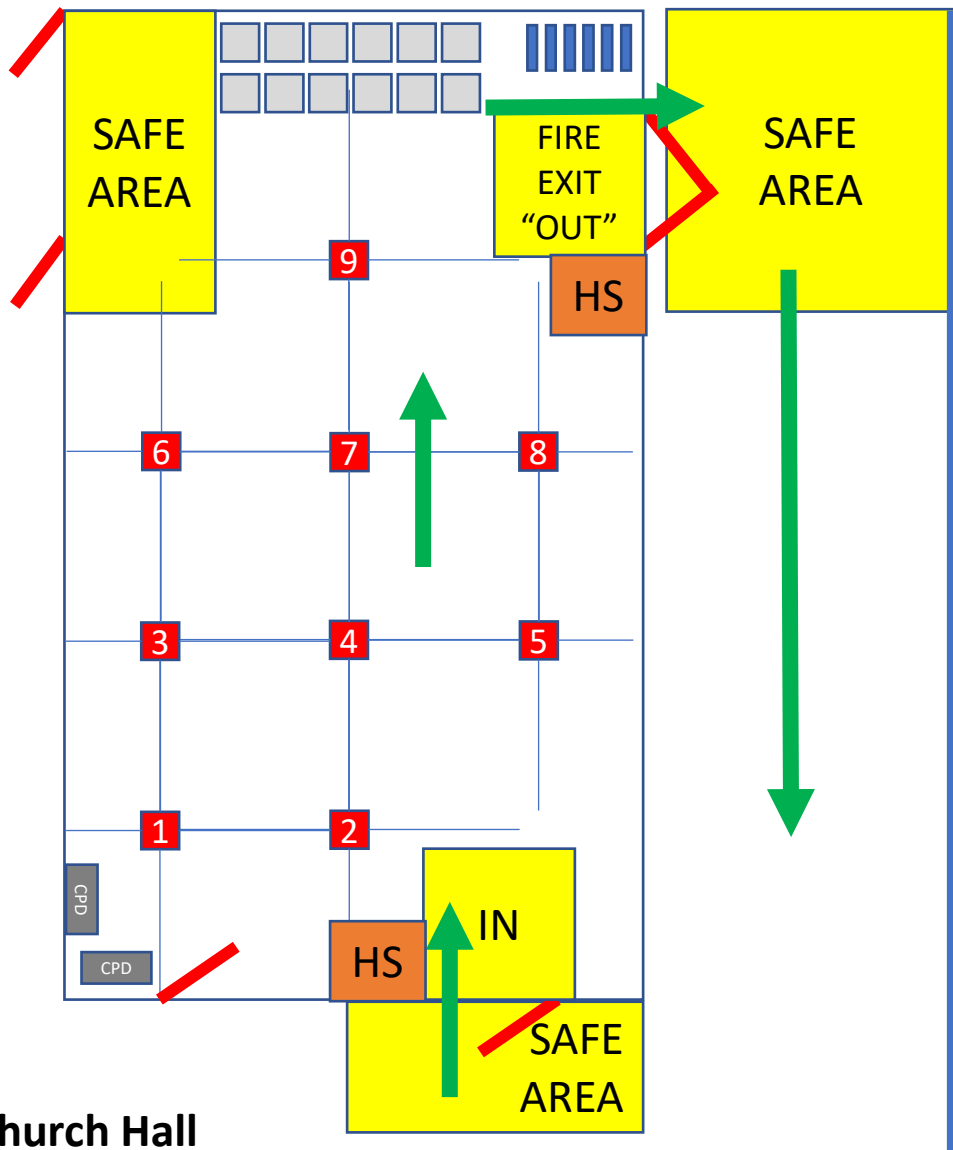 SAFE
AREA
FIRE
EXIT
“OUT”
SAFE
AREA
9
HS
6
7
8
3
4
5
1
2
CPD
CPD
HS
IN
SAFE
AREA
hurch Hall